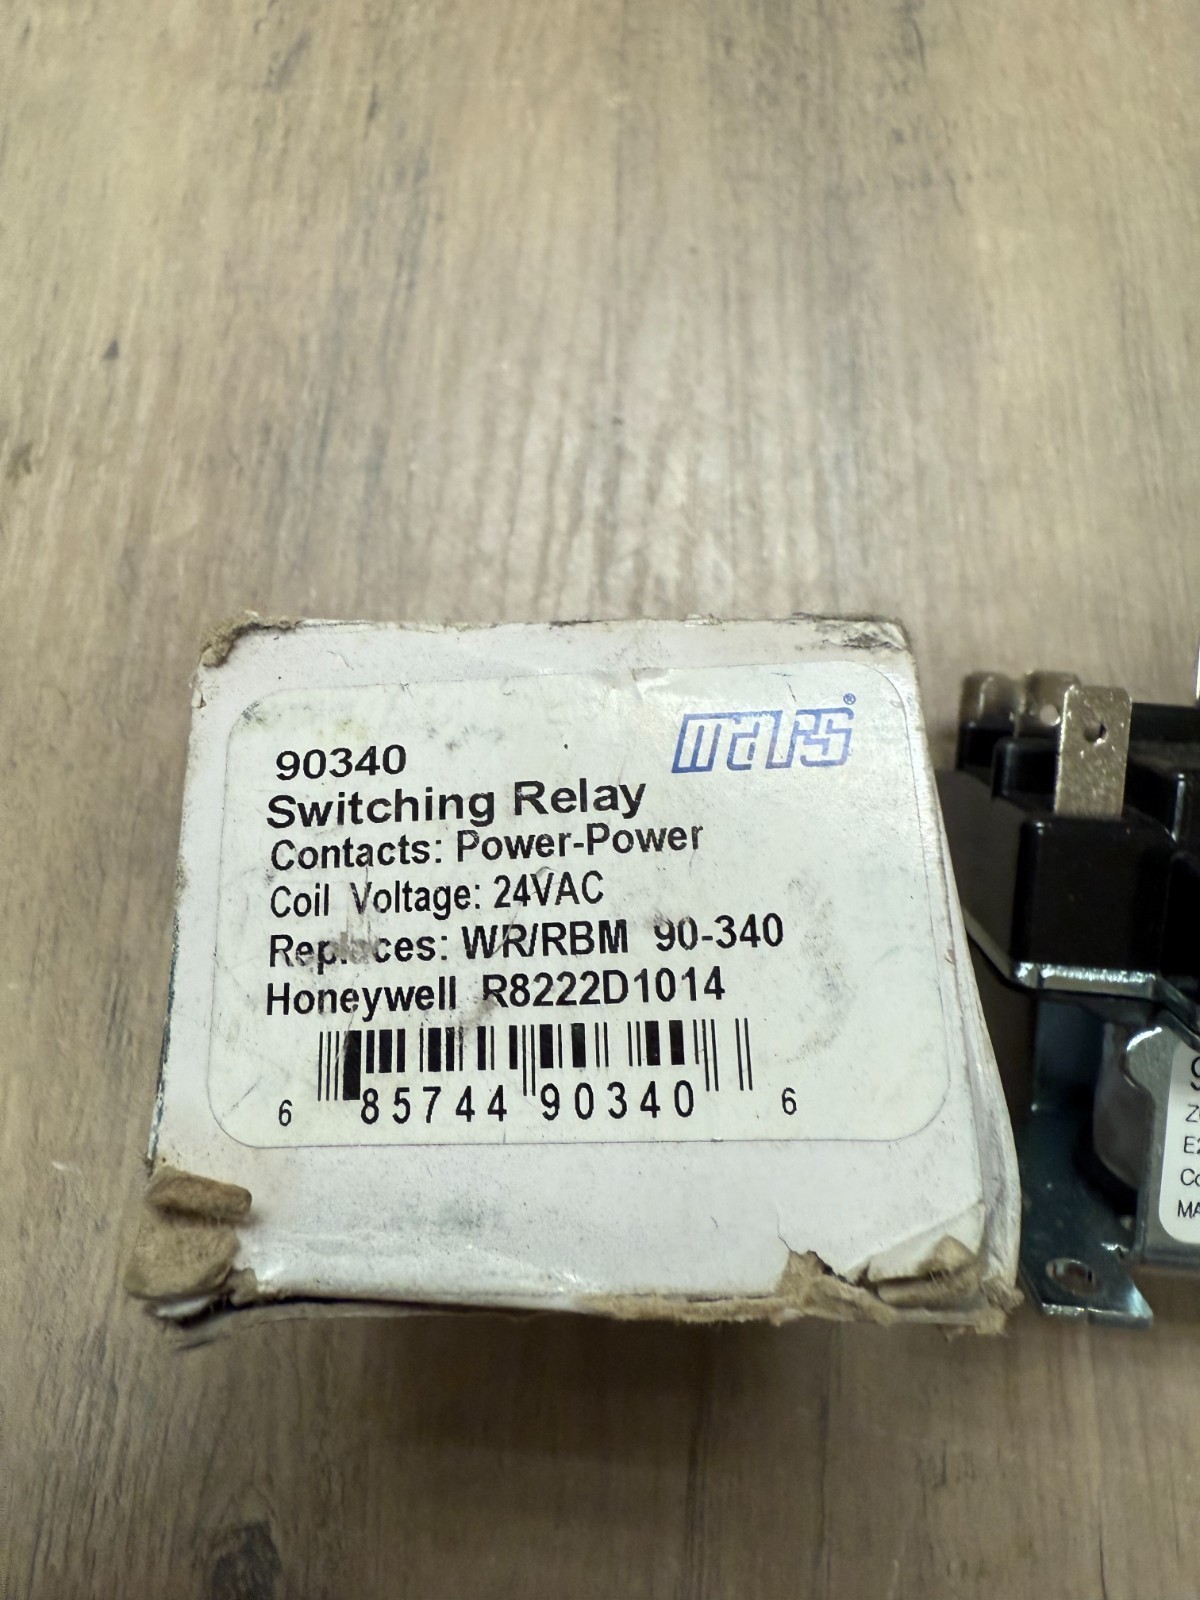 mars®
90340
Switching Relay
Contacts: Power-Power
Coil Voltage: 24VAC
Replaces: WR/RBM 90-340
Honeywell R8222D1014
6 85744 90340 6
MA